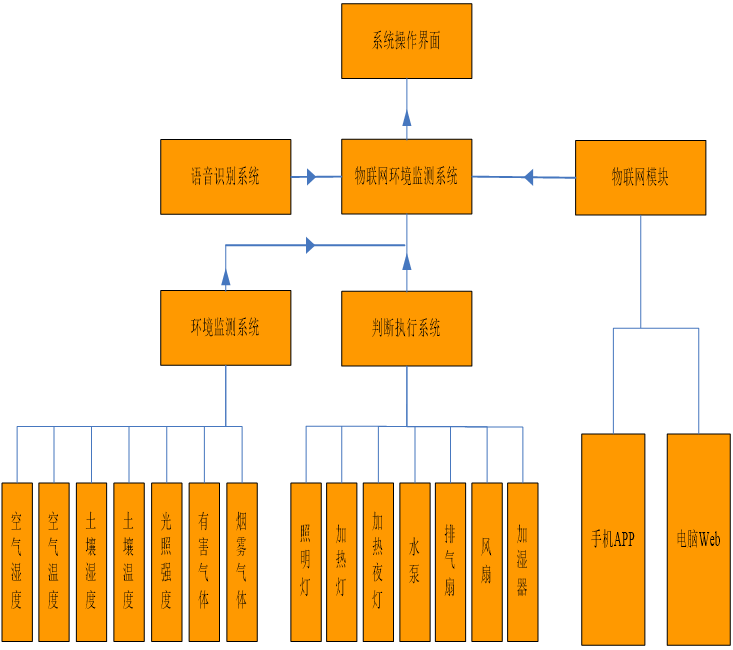 系统操作界面
语音识别系统
物联网环境监测系统
物联网模块
环境监测系统
判断执行系统
空气湿度
空气温度
土壤湿度
土壤温度
光照强度
有害气体
烟雾气体
照明灯
加热灯
加热夜灯
水泵
排气扇
风扇
加湿器
手机APP
电脑Web